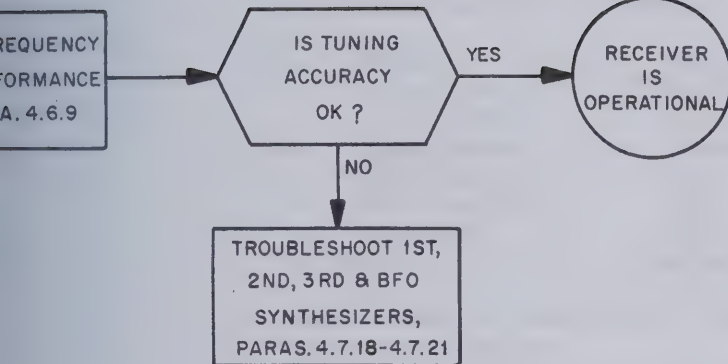 REQUENCY
FORMANCE
A. 4.6.9
IS TUNING
ACCURACY
OK ?
YES
RECEIVER
IS
OPERATIONAL
NO
TROUBLESHOOT 1ST,
2ND, 3RD & BFO
SYNTHESIZERS,
PARAS. 4.7.18-4.7.21